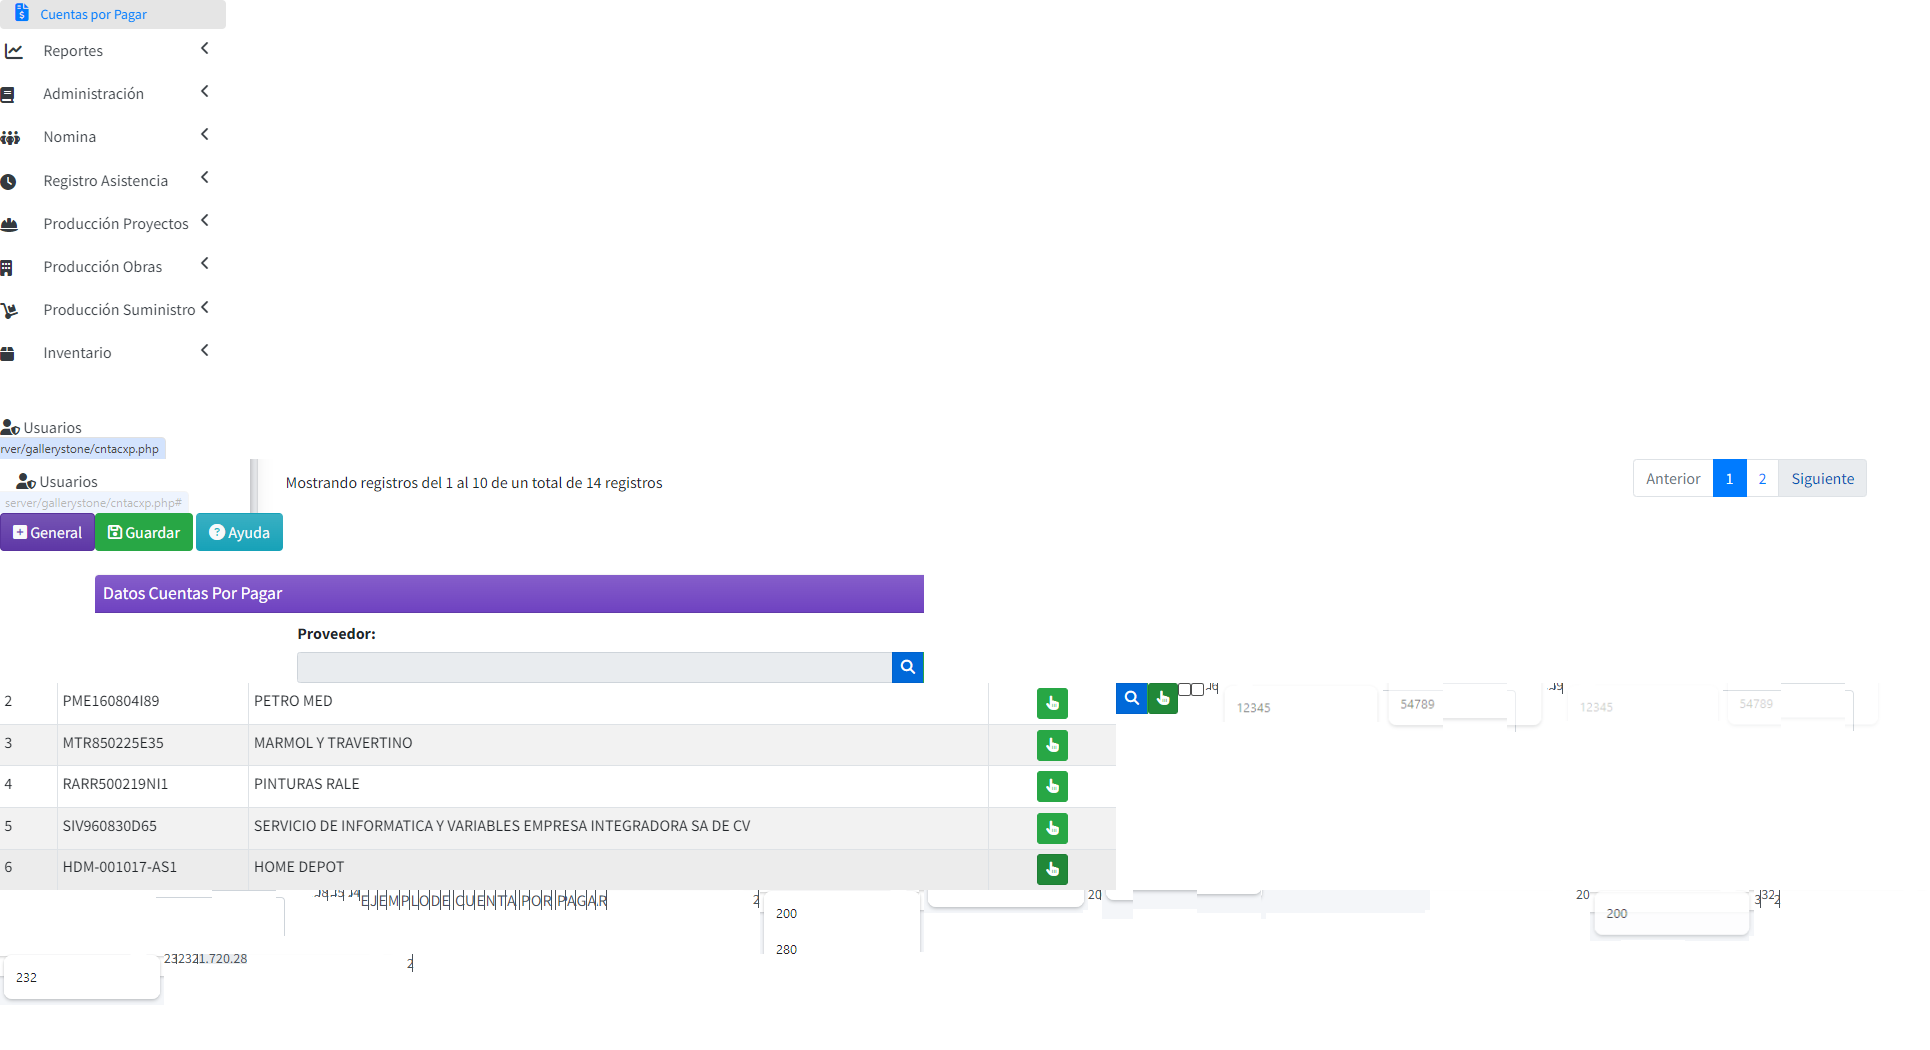 Cuentas por Pagar
Reportes
Administración
Nomina
Registro Asistencia
Producción Proyectos
Producción Obras
Producción Suministro
Inventario
Usuarios
rver/gallerystone/cntacxp.php
Usuarios
server/gallerystone/cntacxp.php#
Mostrando registros del 1 al 10 de un total de 14 registros
Anterior 1 2 Siguiente
General Guardar Ayuda
Datos Cuentas Por Pagar
Proveedor:
2 PME160804I89 PETRO MED
12345 54789 12345 54789
3 MTR850225E35 MARMOL Y TRAVERTINO
4 RARR500219NI1 PINTURAS RALE
5 SIV960830D65 SERVICIO DE INFORMATICA Y VARIABLES EMPRESA INTEGRADORA SA DE CV
6 HDM-001017-AS1 HOME DEPOT
EJEMPLO DE CUENTA POR PAGAR
2
200
280
20
20
200
232
1.720.28
2